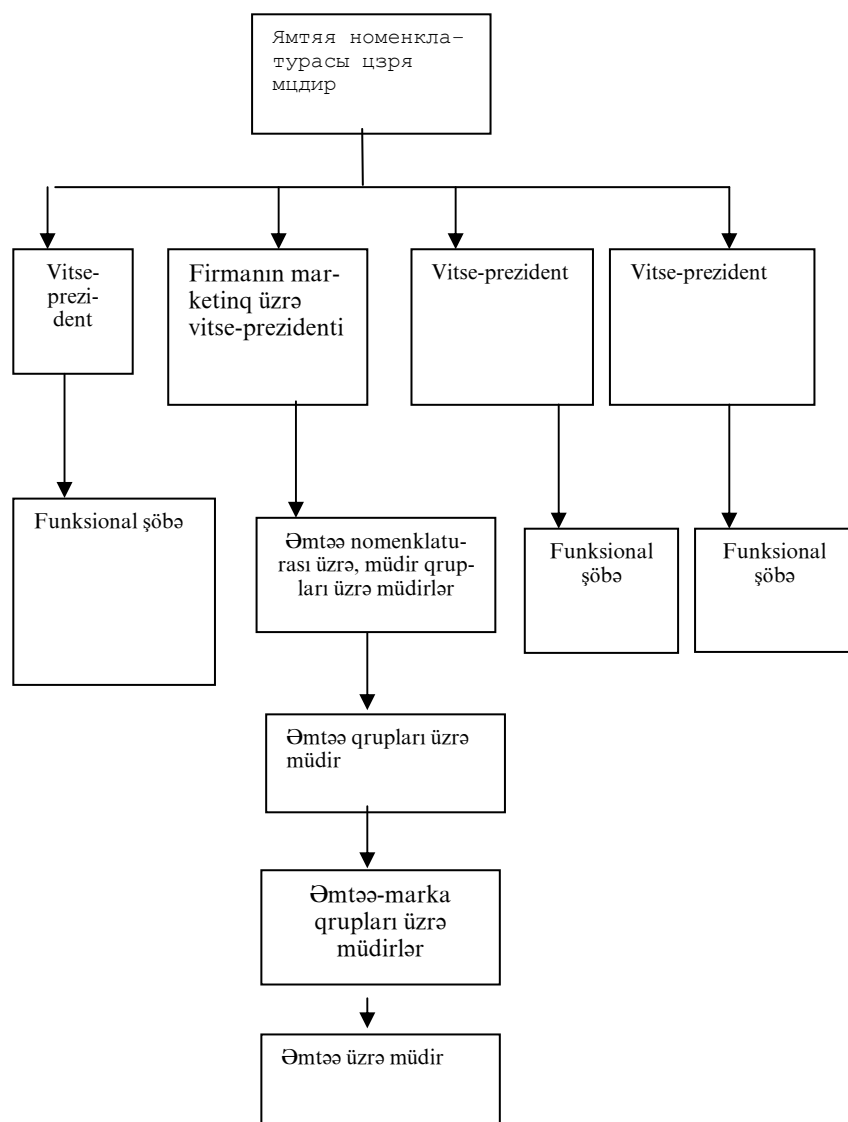 Ямтяя номенкла-
турасы цзря
мцдир
Vitse-
prezi-
dent
Firmanın mar-
ketinq üzrə
vitse-prezidenti
Vitse-prezident
Vitse-prezident
Funksional şöbə
Əmtəə nomenklatu-
rası üzrə, müdir qrup-
ları üzrə müdirlər
Funksional
şöbə
Funksional
şöbə
Əmtəə qrupları üzrə
müdir
Əmtəə-marka
qrupları üzrə
müdirlər
Əmtəə üzrə müdir